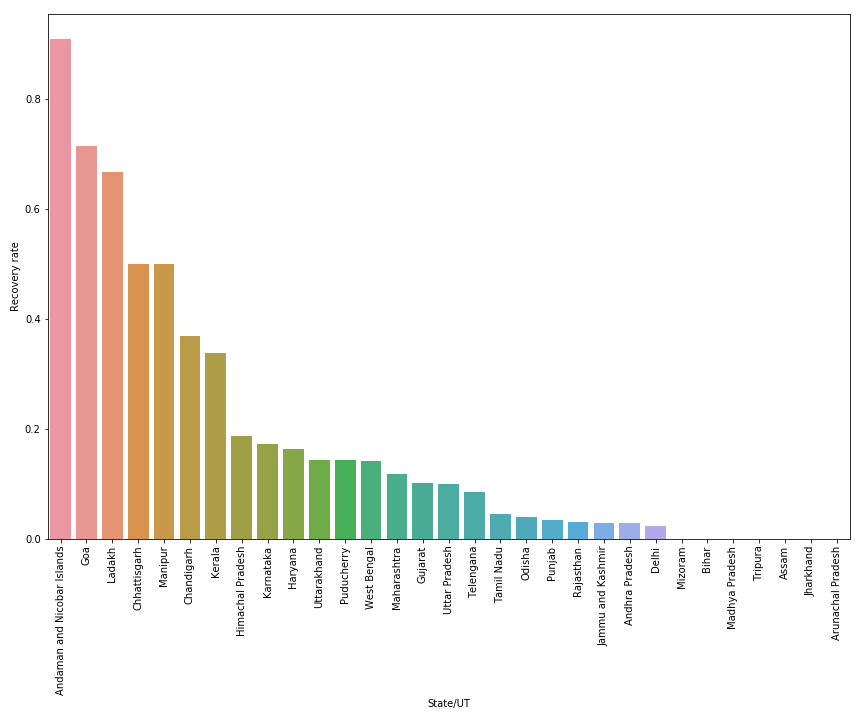 0.8
0.6
0.4
0.2
0.0
Recovery rate
Andaman and Nicobar Islands
Goa
Ladakh
Chhattisgarh
Manipur
Chandigarh
Kerala
Himachal Pradesh
Karnataka
Haryana
Uttarakhand
Puducherry
West Bengal
Maharashtra
Gujarat
Uttar Pradesh
Telengana
Tamil Nadu
Odisha
Punjab
Rajasthan
Jammu and Kashmir
Andhra Pradesh
Delhi
Mizoram
Bihar
Madhya Pradesh
Tripura
Assam
Jharkhand
Arunachal Pradesh
State/UT